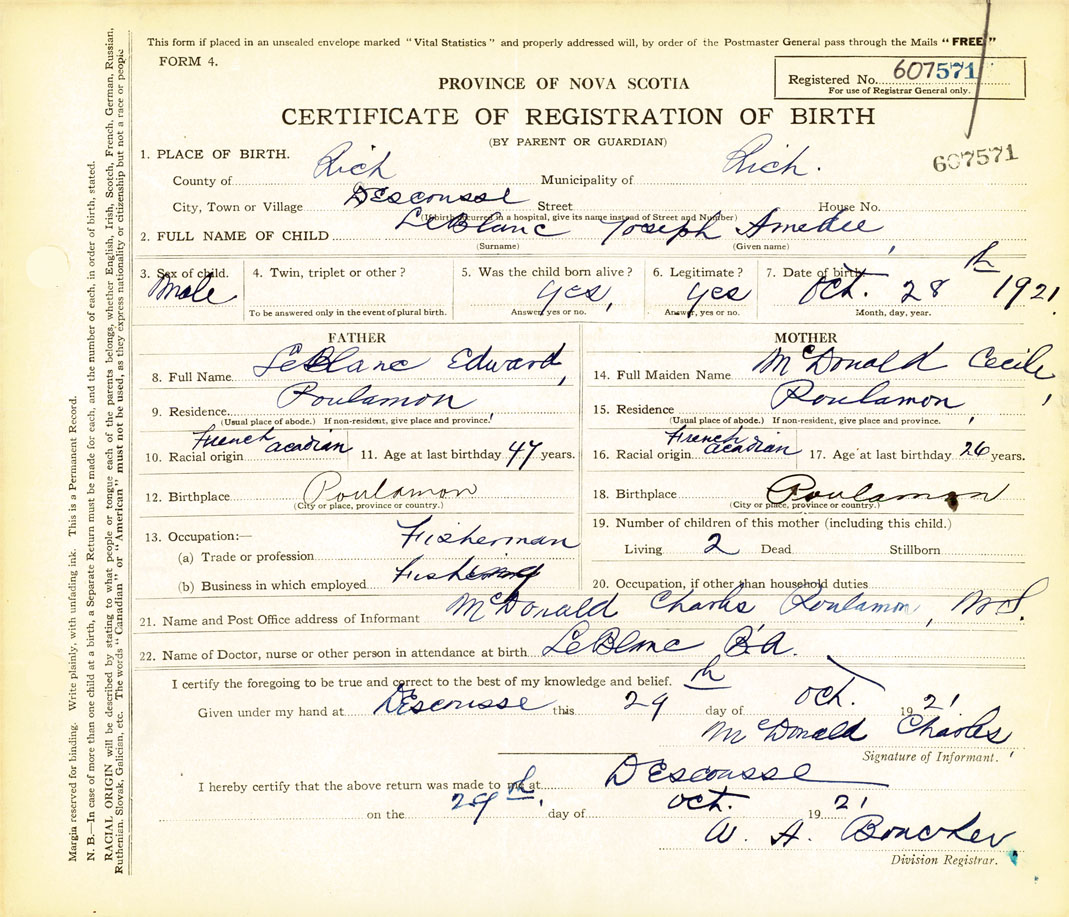 This form if placed in an unsealed envelope marked "Vital Statistics" and properly addressed will, by order of the Postmaster General pass through the Mails "FREE"
FORM 4.
Registered No. 607571
For use of Registrar General only.
PROVINCE OF NOVA SCOTIA
CERTIFICATE OF REGISTRATION OF BIRTH
(BY PARENT OR GUARDIAN)
607571
1. PLACE OF BIRTH.
County of Rich Municipality of Rich.
City, Town or Village DEscousse Street House No.
(If birth occurred in a hospital, give its name instead of Street and Number)
2. FULL NAME OF CHILD LeBlanc Joseph Amedie
(Surname) (Given name)
3. Sex of child. 4. Twin, triplet or other? 5. Was the child born alive? 6. Legitimate? 7. Date of birth.
male yes, yes Oct. 28th 1921
To be answered only in the event of plural birth. Answer, yes or no. Answer, yes or no. Month, day, year.
FATHER
8. Full Name LeBlanc Edward,
9. Residence. Poulamon,
(Usual place of abode.) If non-resident, give place and province.
10. Racial origin French acadian 11. Age at last birthday 47 years.
12. Birthplace Poulamon
(City or place, province or country.)
13. Occupation:—
(a) Trade or profession Fisherman
(b) Business in which employed Fishing
MOTHER
14. Full Maiden Name McDonald Cecile,
15. Residence Poulamon,
(Usual place of abode.) If non-resident, give place and province.
16. Racial origin French acadian 17. Age at last birthday 26 years.
18. Birthplace Poulamon
(City or place, province or country.)
19. Number of children of this mother (including this child.)
Living 2 Dead Stillborn
20. Occupation, if other than household duties
21. Name and Post Office address of Informant McDonald Charles Poulamon, N.S.
22. Name of Doctor, nurse or other person in attendance at birth LeBlanc B.A.
I certify the foregoing to be true and correct to the best of my knowledge and belief.
Given under my hand at DEscousse this 29th day of Oct. 1921
McDonald Charles
Signature of Informant.
I hereby certify that the above return was made to me at DEscousse
on the 29th. day of Oct. 1921
W. A. Boucher
Division Registrar.
Margin reserved for binding. Write plainly, with unfading ink. This is a Permanent Record.
N. B.—In case of more than one child at a birth, a Separate Return must be made for each, and the number of each, in order of birth, stated.
RACIAL ORIGIN will be described by stating to what people or tongue each of the parents belongs, whether English, Irish, Scotch, French, German, Russian,
Ruthenian, Slovak, Galician, etc. The words "Canadian" or "American" must not be used, as they express nationality or citizenship but not a race or people